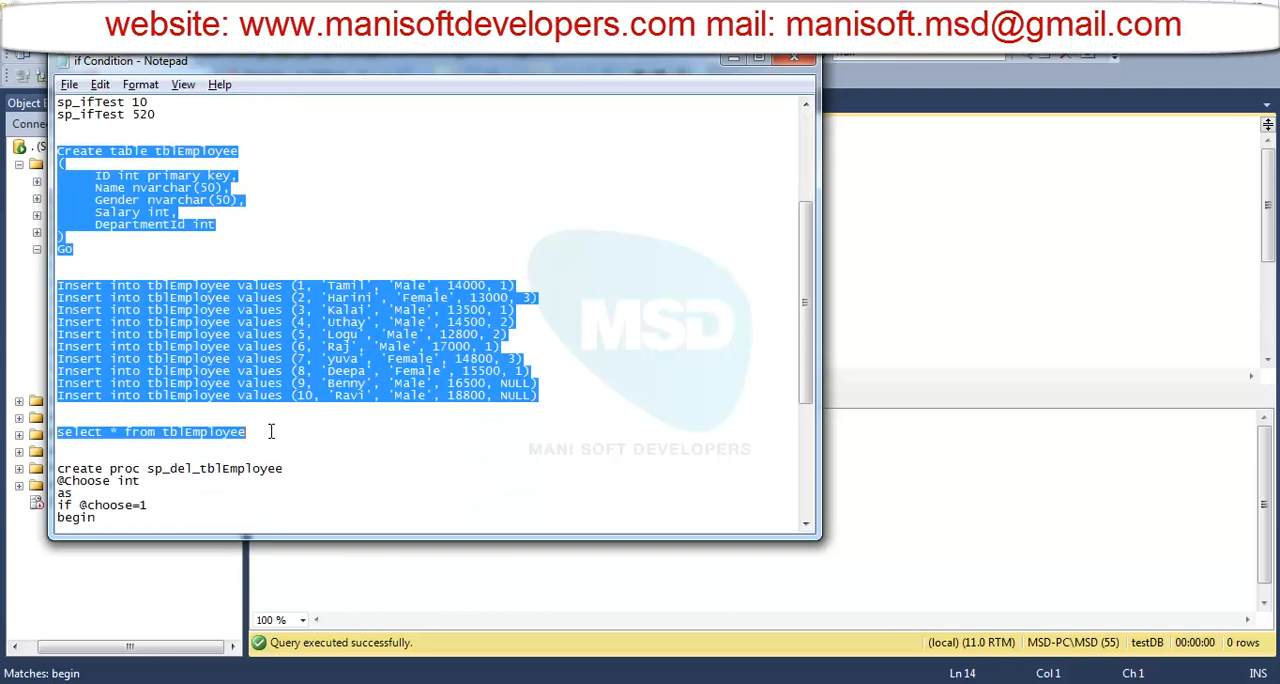 website: www.manisoftdevelopers.com mail: manisoft.msd@gmail.com
if Condition - Notepad
File Edit Format View Help
Object E
Conne
. (S
sp_ifTest 10
sp_ifTest 520
Create table tblEmployee
(
ID int primary key,
Name nvarchar(50),
Gender nvarchar(50),
Salary int,
DepartmentId int
)
Go
Insert into tblEmployee values (1, 'Tamil', 'Male', 14000, 1)
Insert into tblEmployee values (2, 'Harini', 'Female', 13000, 3)
Insert into tblEmployee values (3, 'Kalai', 'Male', 13500, 1)
Insert into tblEmployee values (4, 'Uthay', 'Male', 14500, 2)
Insert into tblEmployee values (5, 'Logu', 'Male', 12800, 2)
Insert into tblEmployee values (6, 'Raj', 'Male', 17000, 1)
Insert into tblEmployee values (7, 'yuva', 'Female', 14800, 3)
Insert into tblEmployee values (8, 'Deepa', 'Female', 15500, 1)
Insert into tblEmployee values (9, 'Benny', 'Male', 16500, NULL)
Insert into tblEmployee values (10, 'Ravi', 'Male', 18800, NULL)
select * from tblEmployee
create proc sp_del_tblEmployee
@Choose int
as
if @choose=1
begin
MSD
MANI SOFT DEVELOPERS
100 %
Query executed successfully.
(local) (11.0 RTM) MSD-PC\MSD (55) testDB 00:00:00 0 rows
Matches: begin
Ln 14 Col 1 Ch 1 INS